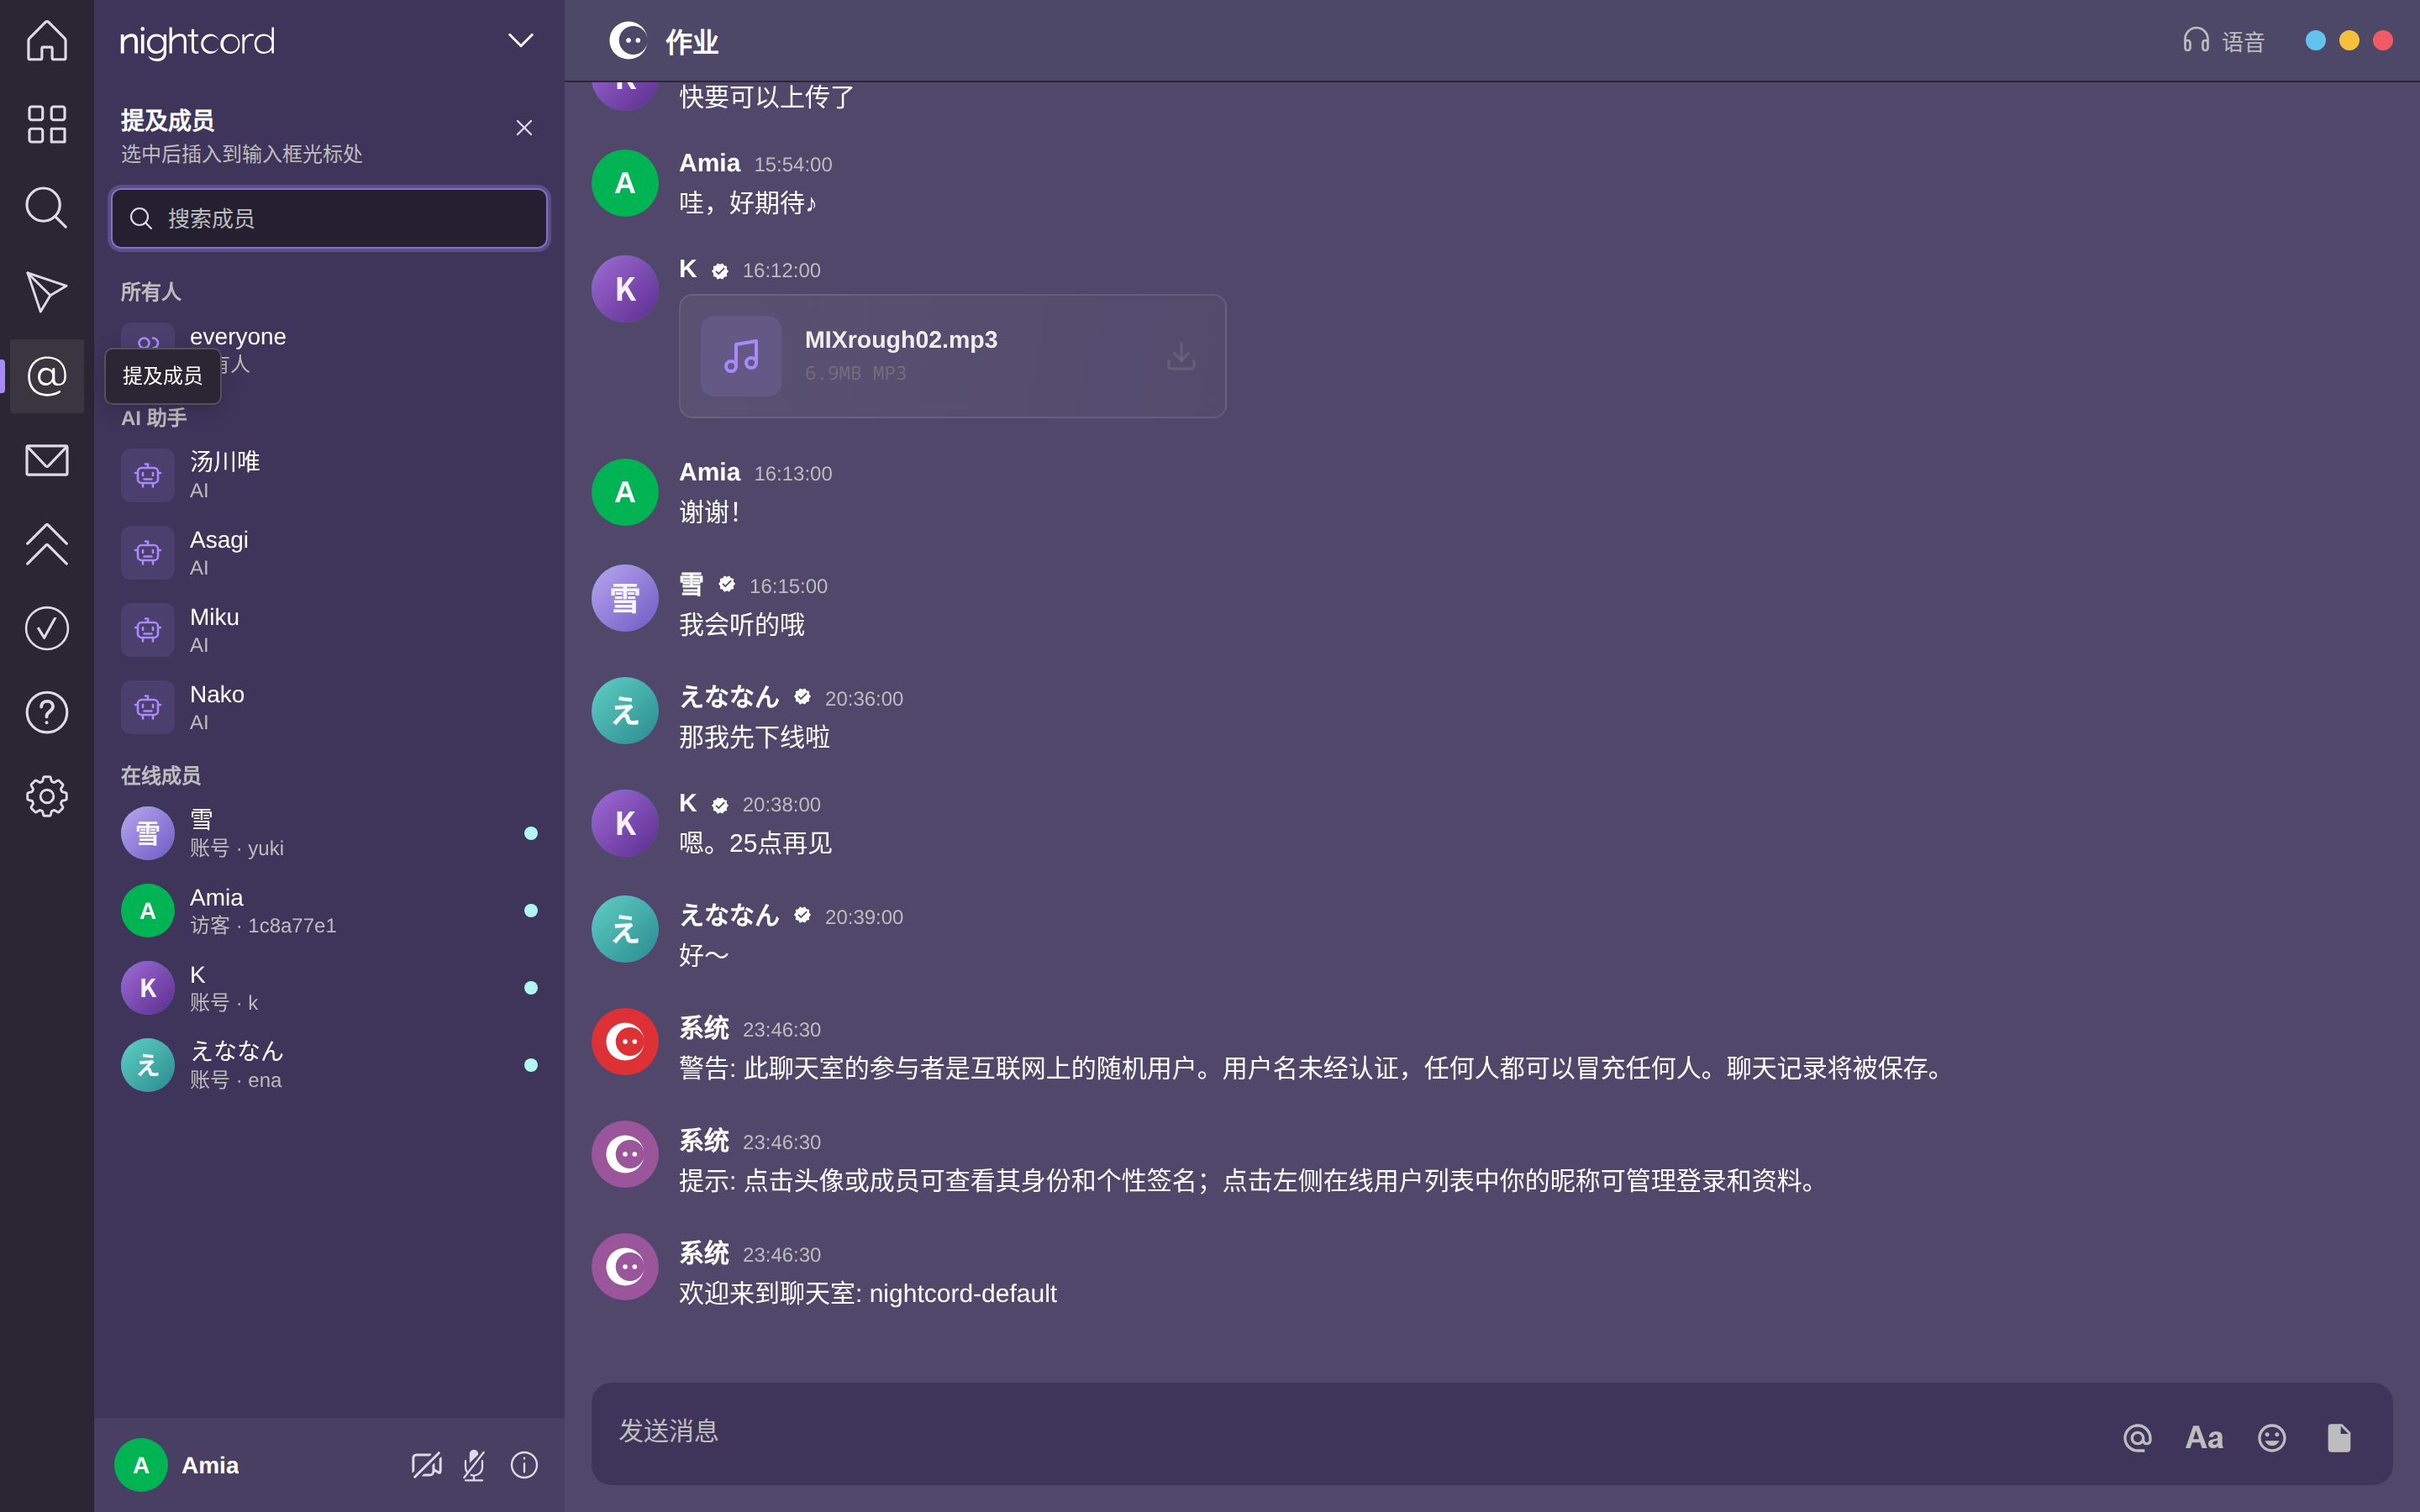 nightcord
提及成员
选中后插入到输入框光标处
搜索成员
所有人
everyone
有人
提及成员
AI 助手
汤川唯
AI
Asagi
AI
Miku
AI
Nako
AI
在线成员
雪
雪
账号 · yuki
A
Amia
访客 · 1c8a77e1
K
K
账号 · k
え
えななん
账号 · ena
A
Amia
作业
语音
K
快要可以上传了
A
Amia 15:54:00
哇，好期待♪
K
K 16:12:00
MIXrough02.mp3
6.9MB MP3
A
Amia 16:13:00
谢谢！
雪
雪 16:15:00
我会听的哦
え
えななん 20:36:00
那我先下线啦
K
K 20:38:00
嗯。25点再见
え
えななん 20:39:00
好～
系统 23:46:30
警告: 此聊天室的参与者是互联网上的随机用户。用户名未经认证，任何人都可以冒充任何人。聊天记录将被保存。
系统 23:46:30
提示: 点击头像或成员可查看其身份和个性签名；点击左侧在线用户列表中你的昵称可管理登录和资料。
系统 23:46:30
欢迎来到聊天室: nightcord-default
发送消息
Aa